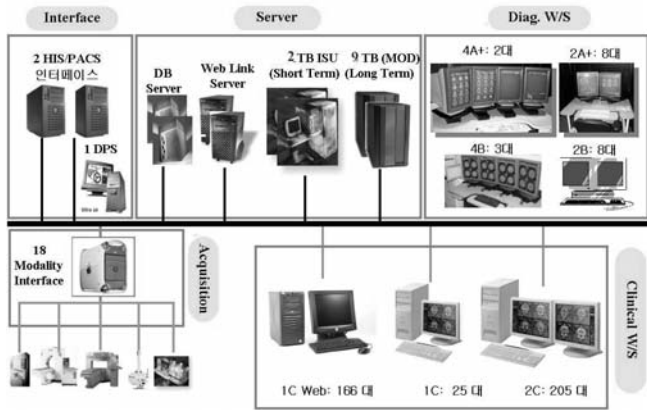 Interface
Server
Diag. W/S
2 HIS/PACS
인터페이스
1 DPS
DB
Server
Web Link
Server
2 TB ISU
(Short Term)
9 TB (MOD)
(Long Term)
4A+: 2대
2A+: 8대
4B: 3대
2B: 8대
18
Modality
Interface
Acquisition
Clinical W/S
1C Web: 166 대
1C: 25 대
2C: 205 대